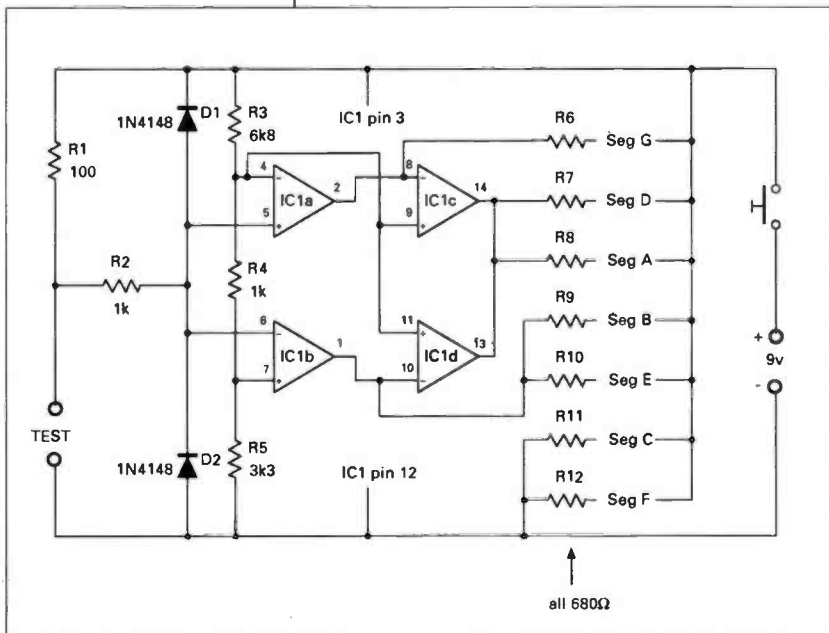 1N4148
D1
R3
6k8
IC1 pin 3
R1
100
R6
Seg G
4
-
5
+
IC1a
2
8
-
9
+
IC1c
14
R7
Seg D
R2
1k
R4
1k
R8
Seg A
6
-
7
+
IC1b
1
11
+
10
-
IC1d
13
R9
Seg B
R10
Seg E
+
9v
-
TEST
1N4148
D2
R5
3k3
IC1 pin 12
R11
Seg C
R12
Seg F
all 680Ω